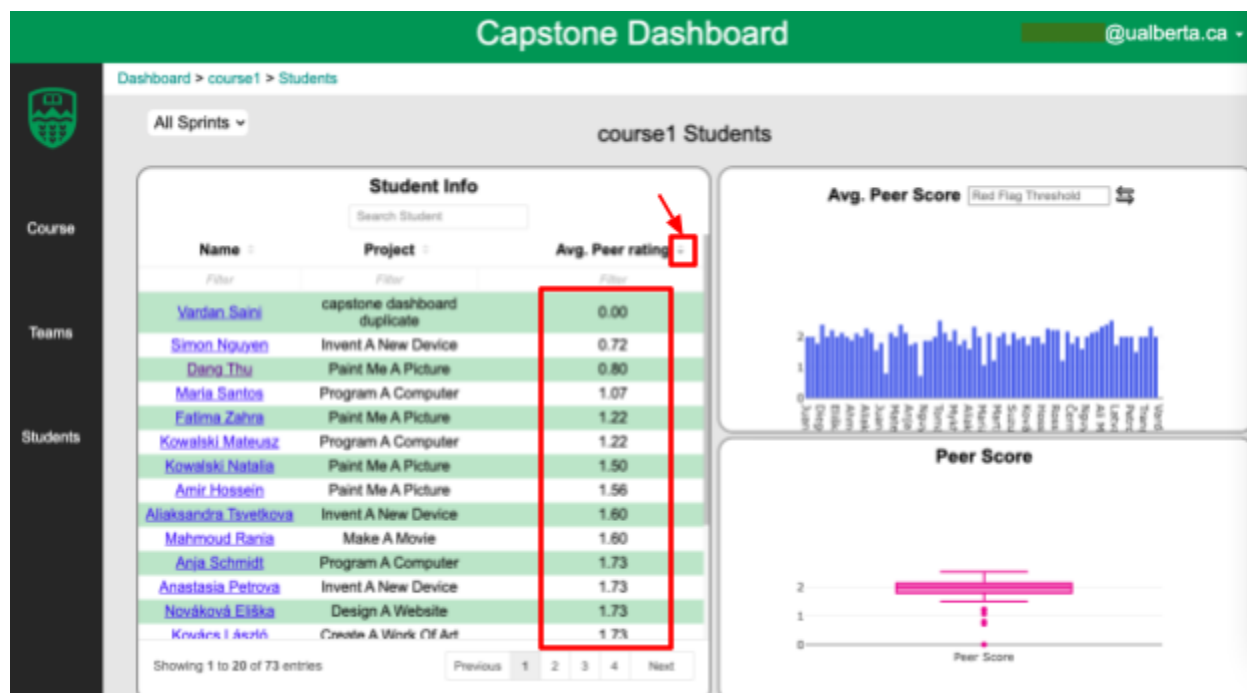 Capstone Dashboard
@ualberta.ca
Dashboard > course1 > Students
All Sprints
course1 Students
Course
Teams
Students
Student Info
Search Student
Name Project Avg. Peer rating
Filter Filter Filter
Vardan Saini capstone dashboard duplicate 0.00
Simon Nguyen Invent A New Device 0.72
Dang Thu Paint Me A Picture 0.80
Maria Santos Program A Computer 1.07
Fatima Zahra Paint Me A Picture 1.22
Kowalski Mateusz Program A Computer 1.22
Kowalski Natalia Paint Me A Picture 1.50
Amir Hossein Paint Me A Picture 1.56
Aliaksandra Tsvetkova Invent A New Device 1.60
Mahmoud Rania Make A Movie 1.60
Anja Schmidt Program A Computer 1.73
Anastasia Petrova Invent A New Device 1.73
Nováková Eliška Design A Website 1.73
Kovács László Create A Work Of Art 1.73
Showing 1 to 20 of 73 entries
Previous 1 2 3 4 Next
Avg. Peer Score Red Flag Threshold
2
1
0
Peer Score
2
1
0
Peer Score